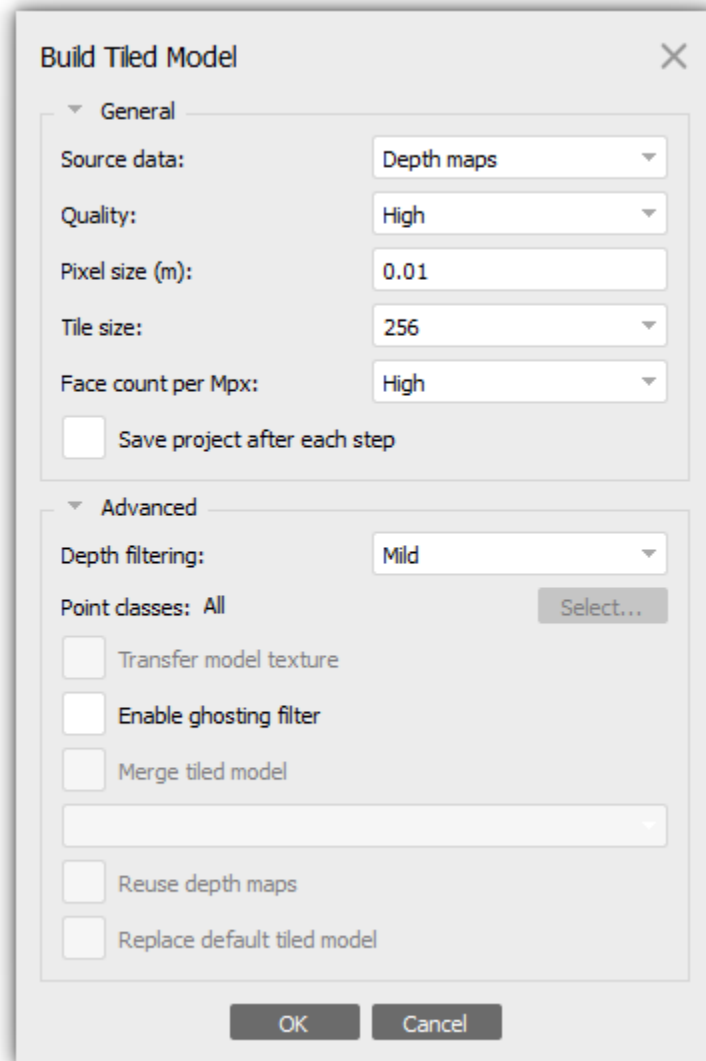 Build Tiled Model
General
Source data: Depth maps
Quality: High
Pixel size (m): 0.01
Tile size: 256
Face count per Mpx: High
Save project after each step
Advanced
Depth filtering: Mild
Point classes: All Select...
Transfer model texture
Enable ghosting filter
Merge tiled model
Reuse depth maps
Replace default tiled model
OK Cancel